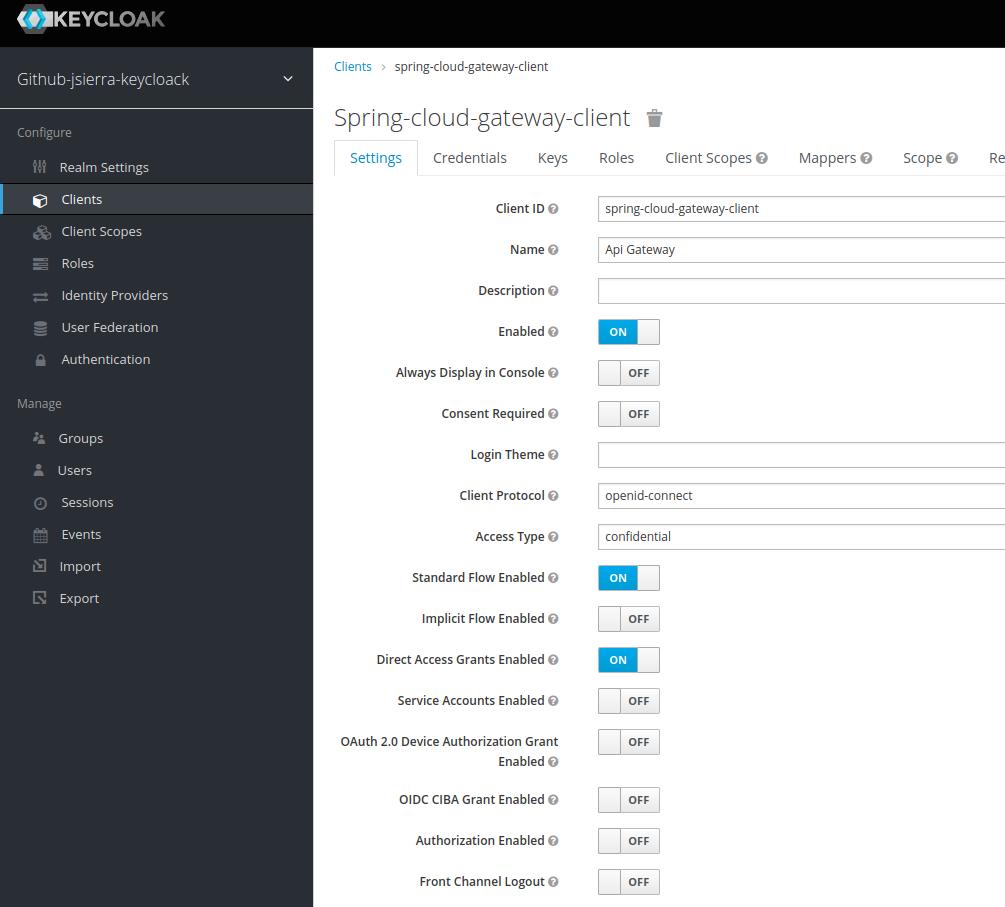 KEYCLOAK
Github-jsierra-keycloack
Configure
Realm Settings
Clients
Client Scopes
Roles
Identity Providers
User Federation
Authentication
Manage
Groups
Users
Sessions
Events
Import
Export
Clients > spring-cloud-gateway-client
Spring-cloud-gateway-client
Settings Credentials Keys Roles Client Scopes Mappers Scope Re
Client ID spring-cloud-gateway-client
Name Api Gateway
Description
Enabled ON
Always Display in Console OFF
Consent Required OFF
Login Theme
Client Protocol openid-connect
Access Type confidential
Standard Flow Enabled ON
Implicit Flow Enabled OFF
Direct Access Grants Enabled ON
Service Accounts Enabled OFF
OAuth 2.0 Device Authorization Grant OFF
Enabled
OIDC CIBA Grant Enabled OFF
Authorization Enabled OFF
Front Channel Logout OFF